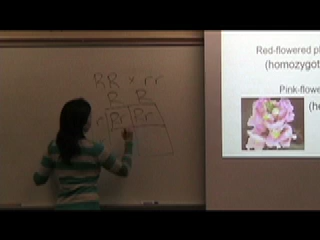 RR x rr
R R
r Rr Rr
Red-flowered pl
(homozygot
Pink-flowe
(he